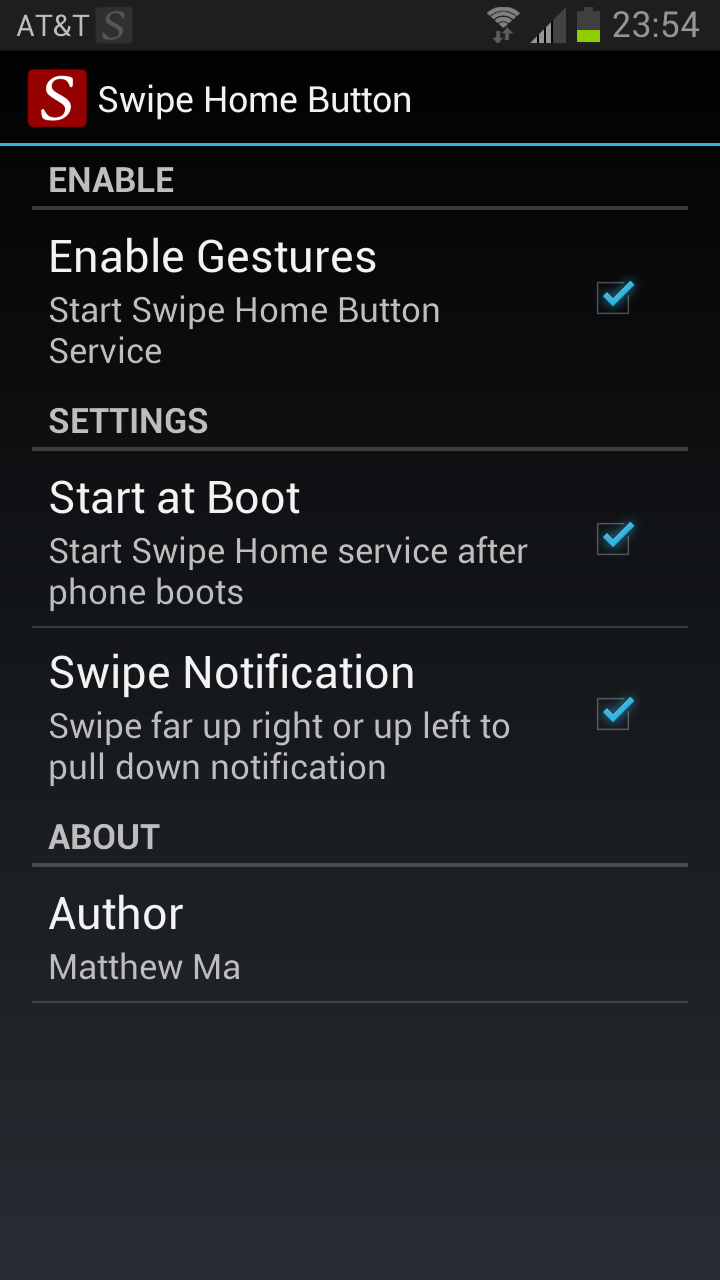 AT&T S 23:54
S Swipe Home Button
ENABLE
Enable Gestures
Start Swipe Home Button
Service
SETTINGS
Start at Boot
Start Swipe Home service after
phone boots
Swipe Notification
Swipe far up right or up left to
pull down notification
ABOUT
Author
Matthew Ma